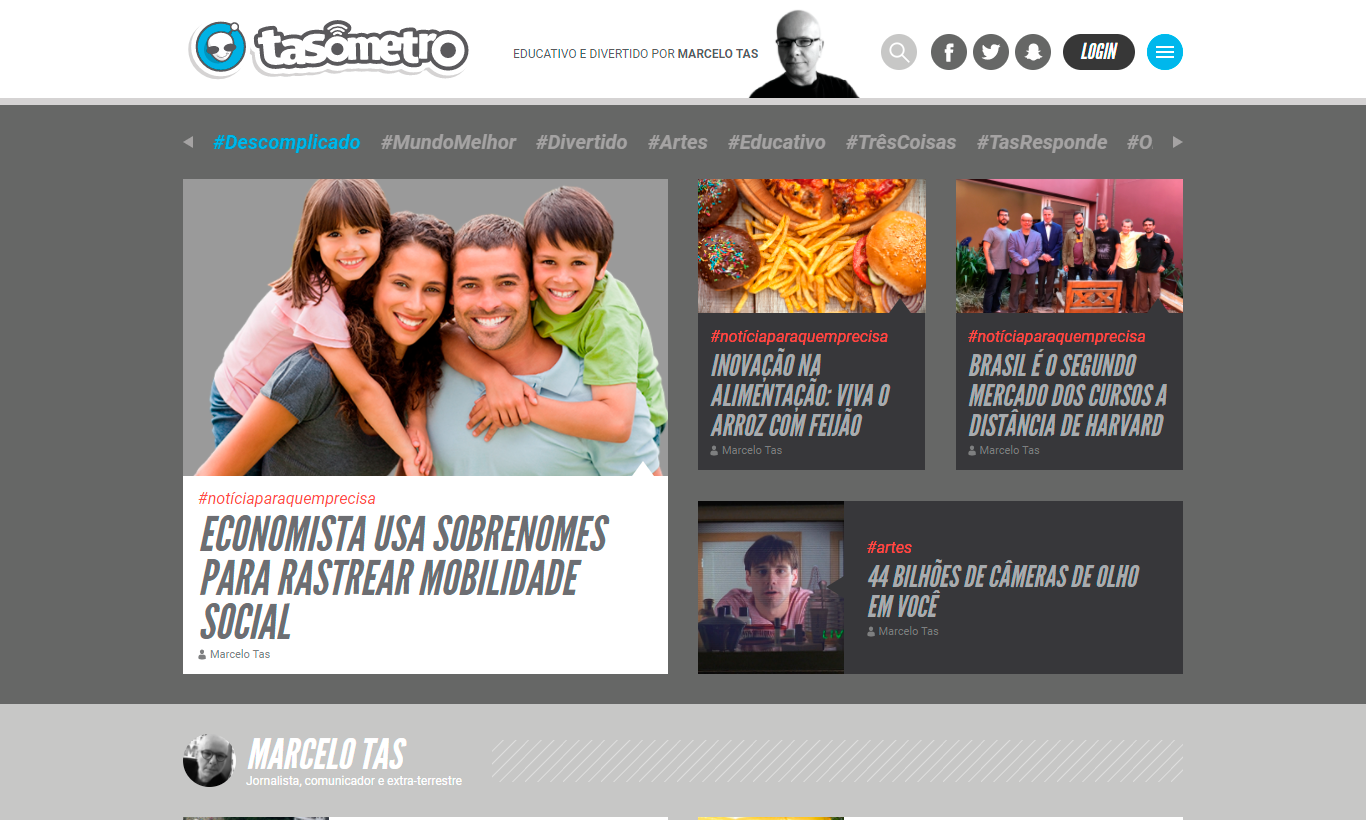 tasômetro
EDUCATIVO E DIVERTIDO POR MARCELO TAS
LOGIN
#Descomplicado #MundoMelhor #Divertido #Artes #Educativo #TrêsCoisas #TasResponde #O
#notíciaparaquemprecisa
ECONOMISTA USA SOBRENOMES
PARA RASTREAR MOBILIDADE
SOCIAL
Marcelo Tas
#notíciaparaquemprecisa
INOVAÇÃO NA
ALIMENTAÇÃO: VIVA O
ARROZ COM FEIJÃO
Marcelo Tas
#notíciaparaquemprecisa
BRASIL É O SEGUNDO
MERCADO DOS CURSOS A
DISTÂNCIA DE HARVARD
Marcelo Tas
LIV
#artes
44 BILHÕES DE CÂMERAS DE OLHO
EM VOCÊ
Marcelo Tas
MARCELO TAS
Jornalista, comunicador e extra-terrestre